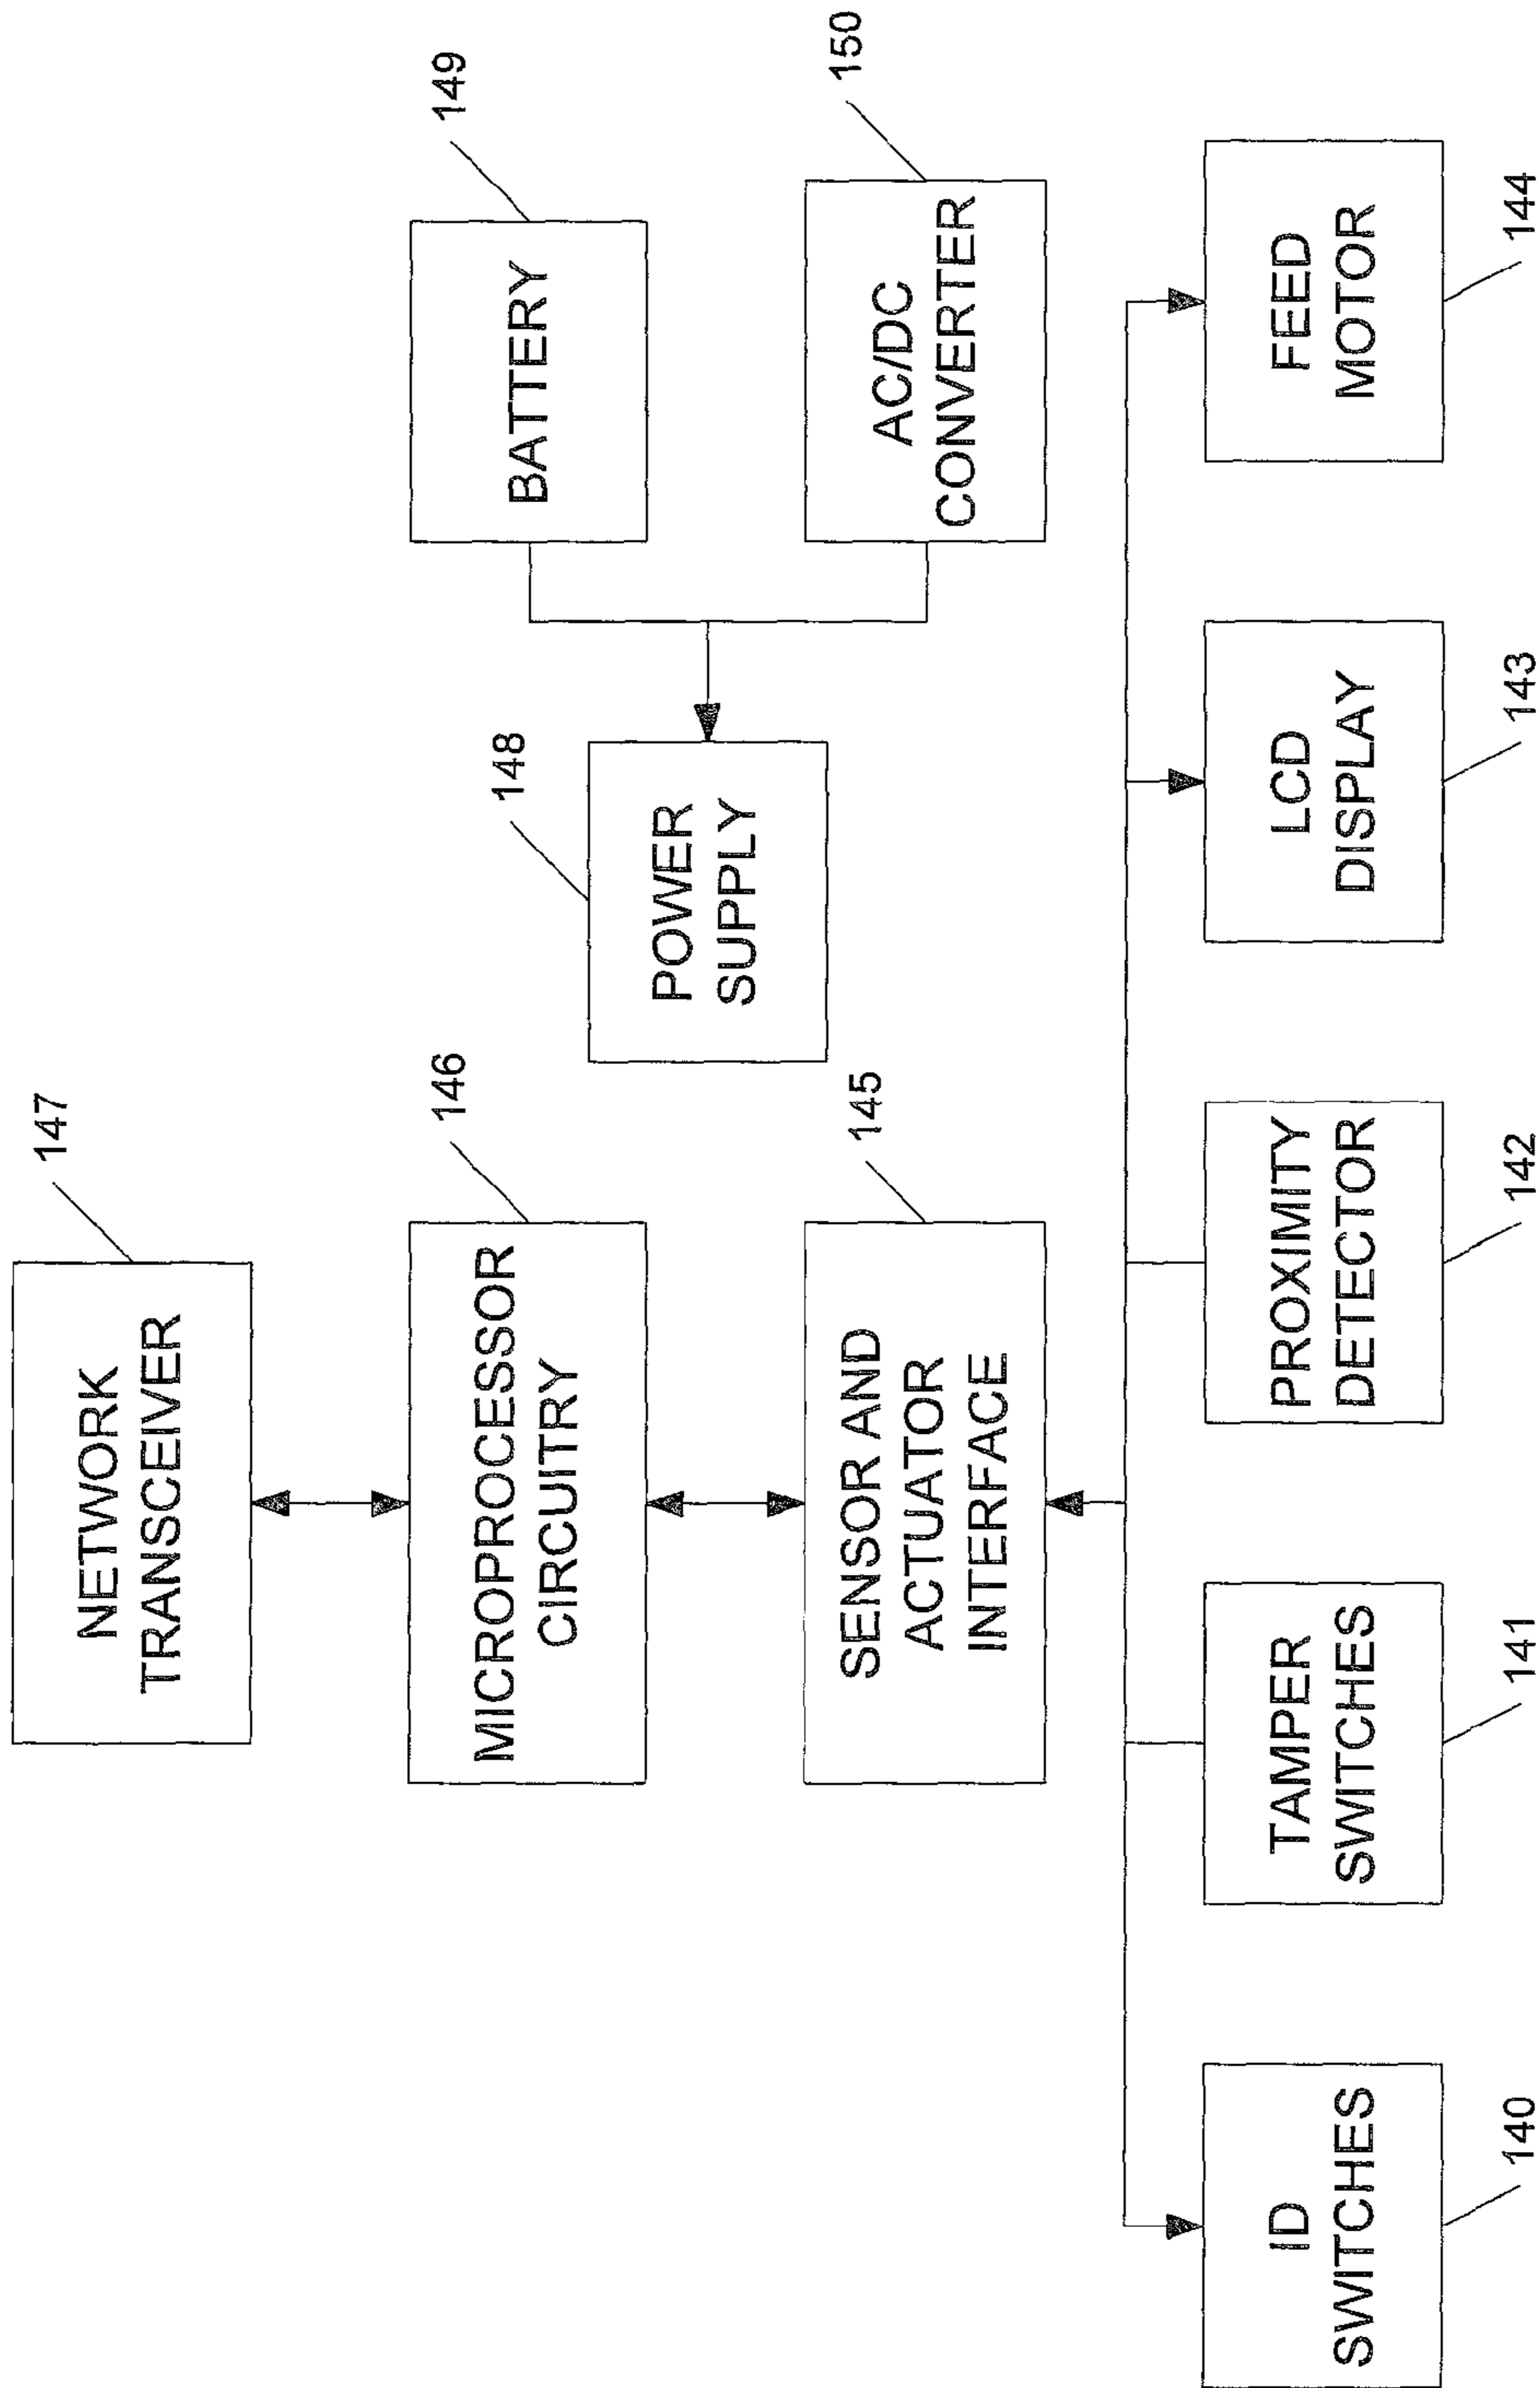 147
NETWORK
TRANSCEIVER
146
MICROPROCESSOR
CIRCUITRY
149
BATTERY
148
POWER
SUPPLY
145
SENSOR AND
ACTUATOR
INTERFACE
150
AC/DC
CONVERTER
ID
SWITCHES
140
TAMPER
SWITCHES
141
PROXIMITY
DETECTOR
142
LCD
DISPLAY
143
FEED
MOTOR
144